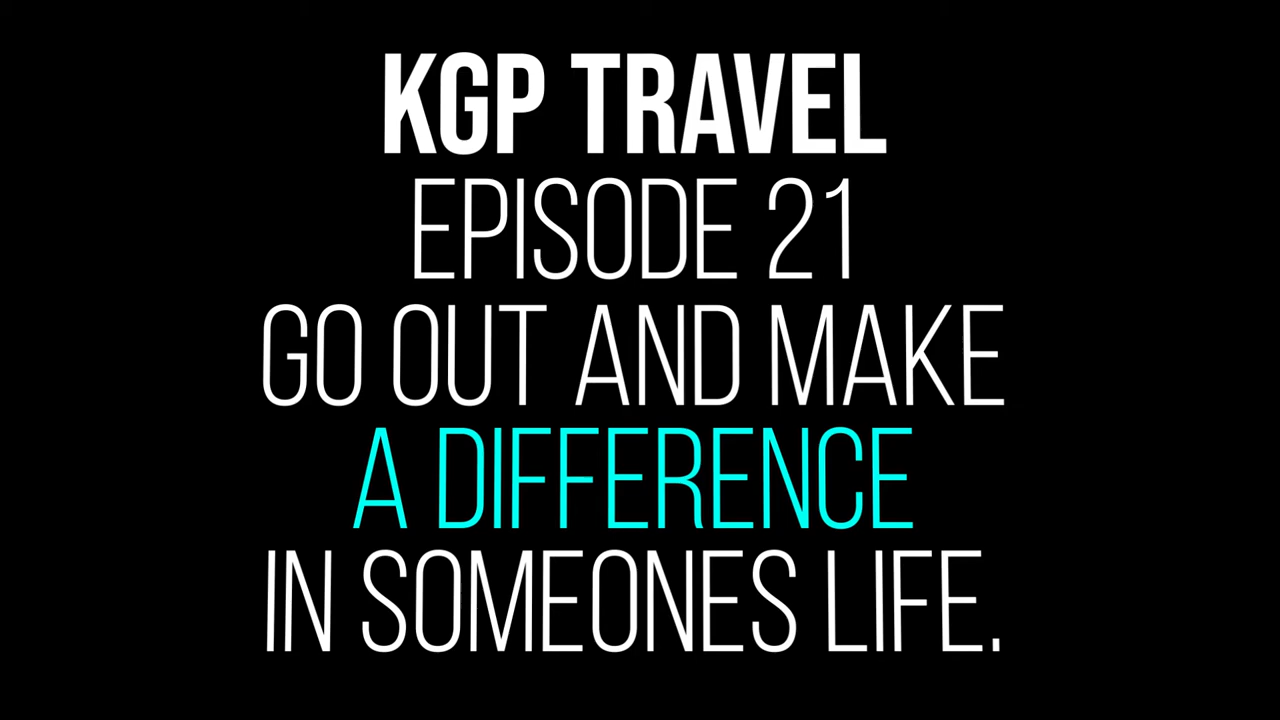 KGP TRAVEL
EPISODE 21
GO OUT AND MAKE
A DIFFERENCE
IN SOMEONES LIFE.